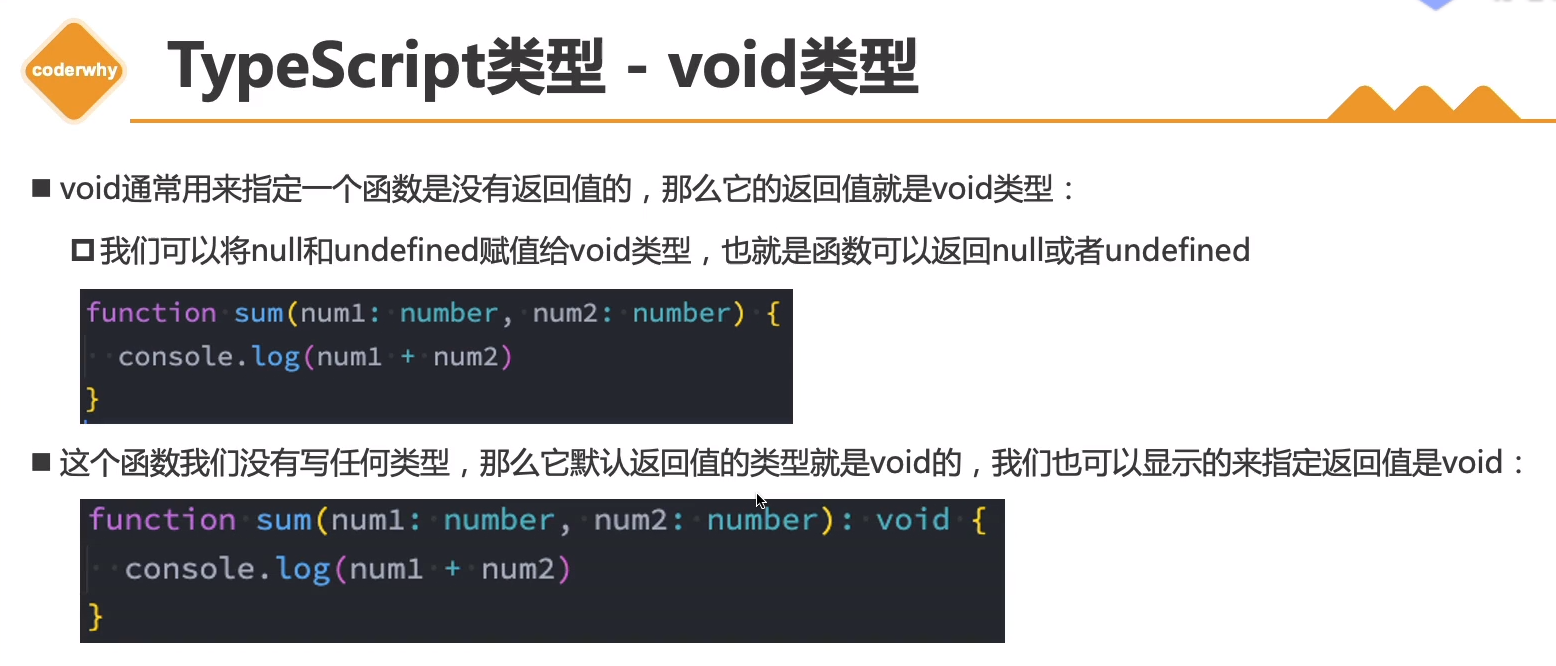 coderwhy
TypeScript类型 - void类型
void通常用来指定一个函数是没有返回值的，那么它的返回值就是void类型：
我们可以将null和undefined赋值给void类型，也就是函数可以返回null或者undefined
function sum(num1: number, num2: number) {
  console.log(num1 + num2)
}
这个函数我们没有写任何类型，那么它默认返回值的类型就是void的，我们也可以显示的来指定返回值是void：
function sum(num1: number, num2: number): void {
  console.log(num1 + num2)
}